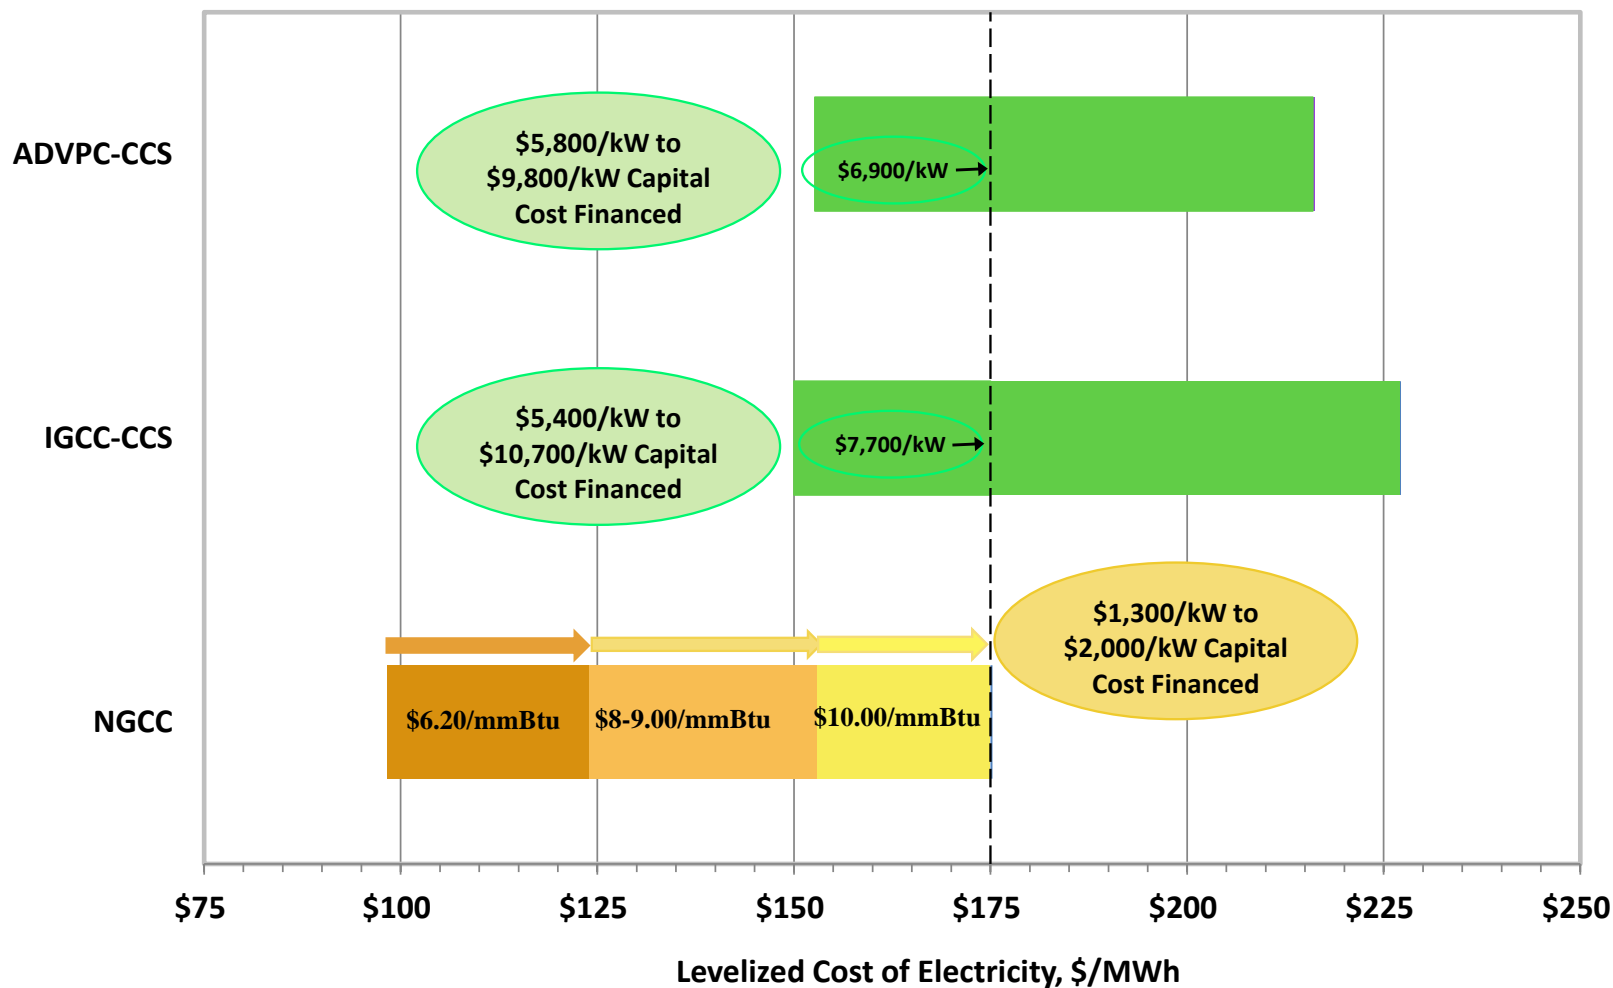 ADVPC-CCS
$5,800/kW to
$9,800/kW Capital
Cost Financed
$6,900/kW
IGCC-CCS
$5,400/kW to
$10,700/kW Capital
Cost Financed
$7,700/kW
$1,300/kW to
$2,000/kW Capital
Cost Financed
NGCC
$6.20/mmBtu
$8-9.00/mmBtu
$10.00/mmBtu
$75
$100
$125
$150
$175
$200
$225
$250
Levelized Cost of Electricity, $/MWh